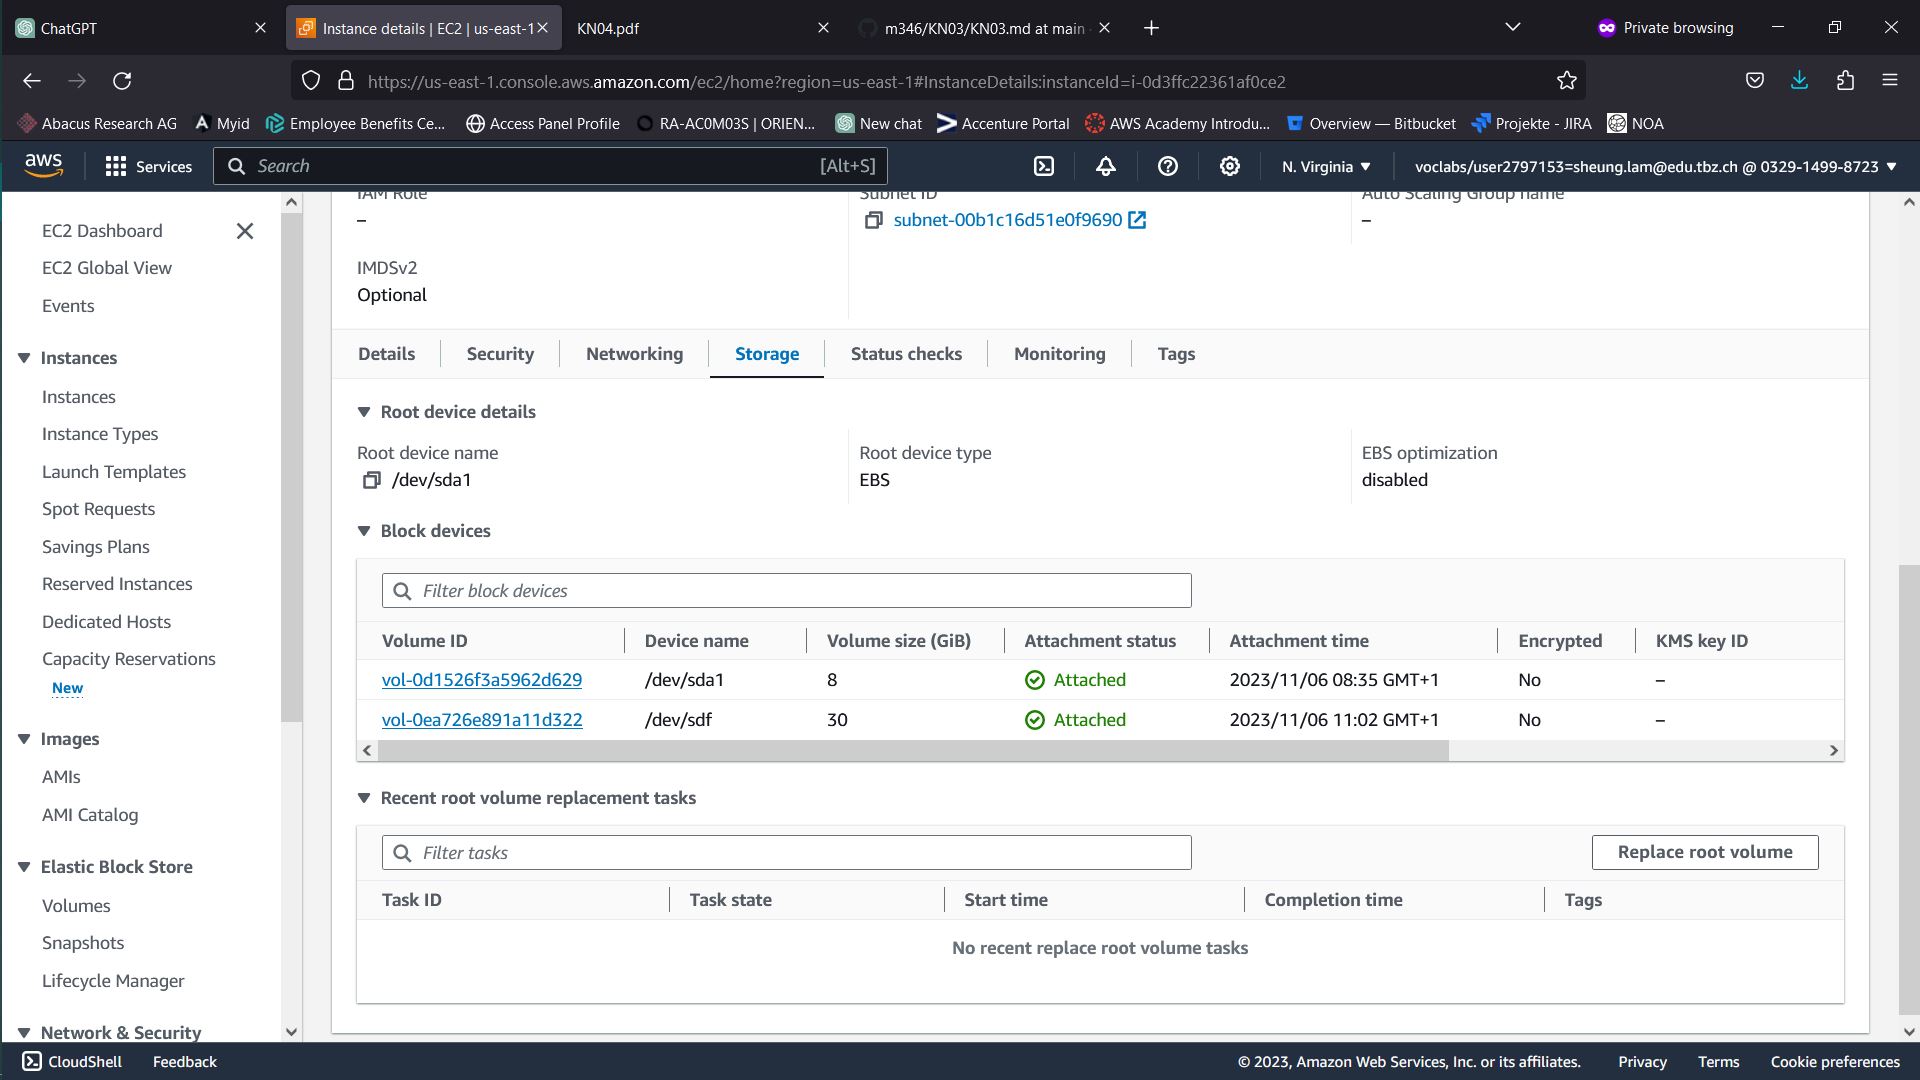 ChatGPT
Instance details | EC2 | us-east-1
KN04.pdf
m346/KN03/KN03.md at main
Private browsing
https://us-east-1.console.aws.amazon.com/ec2/home?region=us-east-1#InstanceDetails:instanceId=i-0d3ffc22361af0ce2
Abacus Research AG
Myid
Employee Benefits Ce...
Access Panel Profile
RA-AC0M03S | ORIEN...
New chat
Accenture Portal
AWS Academy Introdu...
Overview — Bitbucket
Projekte - JIRA
NOA
aws
Services
Search
[Alt+S]
N. Virginia
voclabs/user2797153=sheung.lam@edu.tbz.ch @ 0329-1499-8723
EC2 Dashboard
EC2 Global View
Events
Instances
Instances
Instance Types
Launch Templates
Spot Requests
Savings Plans
Reserved Instances
Dedicated Hosts
Capacity Reservations
New
Images
AMIs
AMI Catalog
Elastic Block Store
Volumes
Snapshots
Lifecycle Manager
Network & Security
IAM Role
–
Subnet ID
subnet-00b1c16d51e0f9690
Auto Scaling Group name
–
IMDSv2
Optional
Details
Security
Networking
Storage
Status checks
Monitoring
Tags
Root device details
Root device name
/dev/sda1
Root device type
EBS
EBS optimization
disabled
Block devices
Filter block devices
Volume ID Device name Volume size (GiB) Attachment status Attachment time Encrypted KMS key ID
vol-0d1526f3a5962d629 /dev/sda1 8 Attached 2023/11/06 08:35 GMT+1 No –
vol-0ea726e891a11d322 /dev/sdf 30 Attached 2023/11/06 11:02 GMT+1 No –
Recent root volume replacement tasks
Filter tasks
Replace root volume
Task ID Task state Start time Completion time Tags
No recent replace root volume tasks
CloudShell
Feedback
© 2023, Amazon Web Services, Inc. or its affiliates.
Privacy
Terms
Cookie preferences